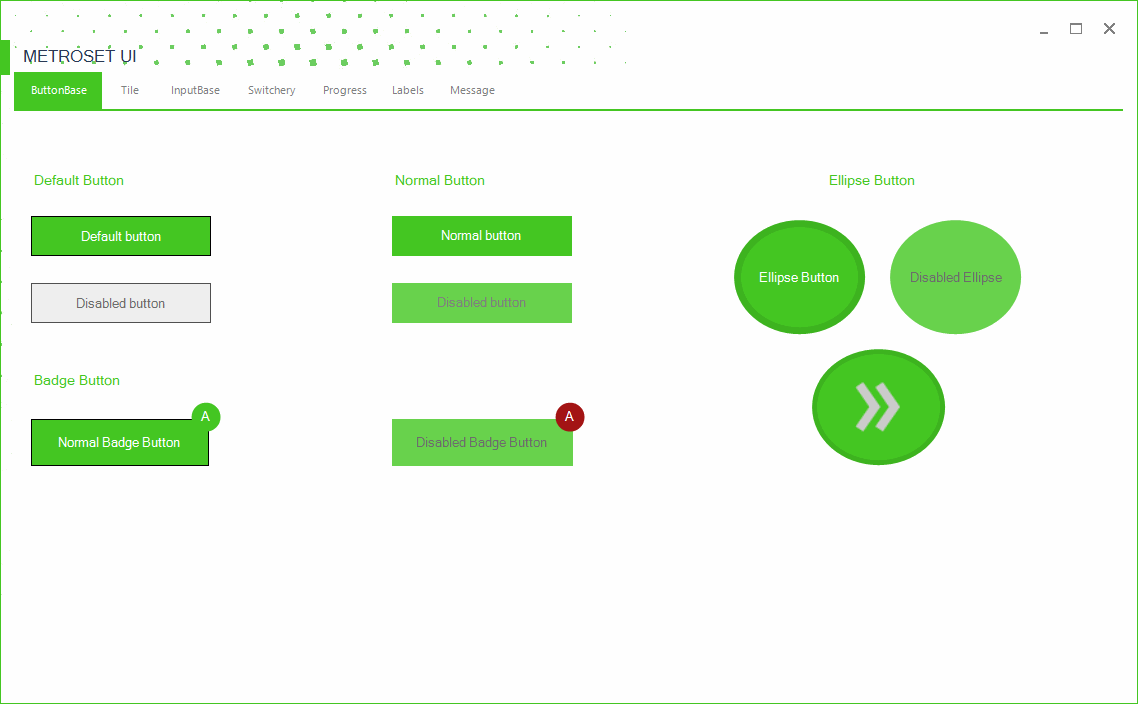 METROSET UI
ButtonBase Tile InputBase Switchery Progress Labels Message
Default Button Normal Button Ellipse Button
Default button Normal button
Ellipse Button Disabled Ellipse
Disabled button Disabled button
Badge Button
A A
Normal Badge Button Disabled Badge Button